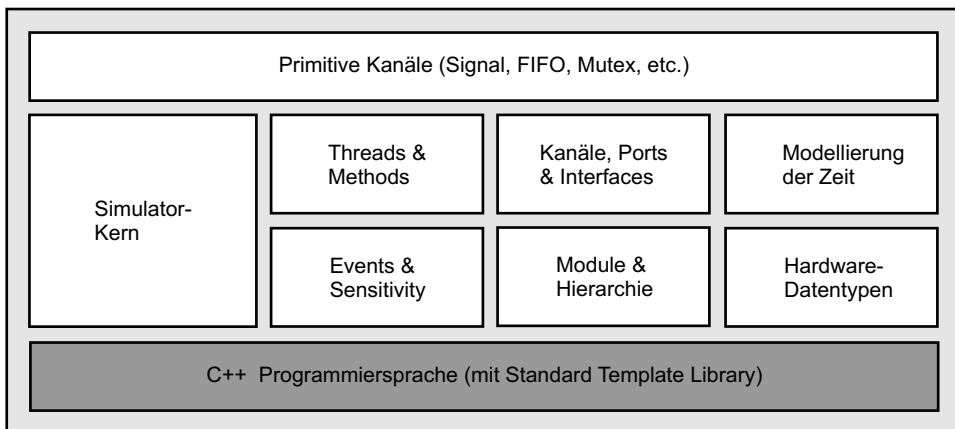 Primitive Kanäle (Signal, FIFO, Mutex, etc.)
Simulator-
Kern
Threads &
Methods
Kanäle, Ports
& Interfaces
Modellierung
der Zeit
Events &
Sensitivity
Module &
Hierarchie
Hardware-
Datentypen
C++ Programmiersprache (mit Standard Template Library)